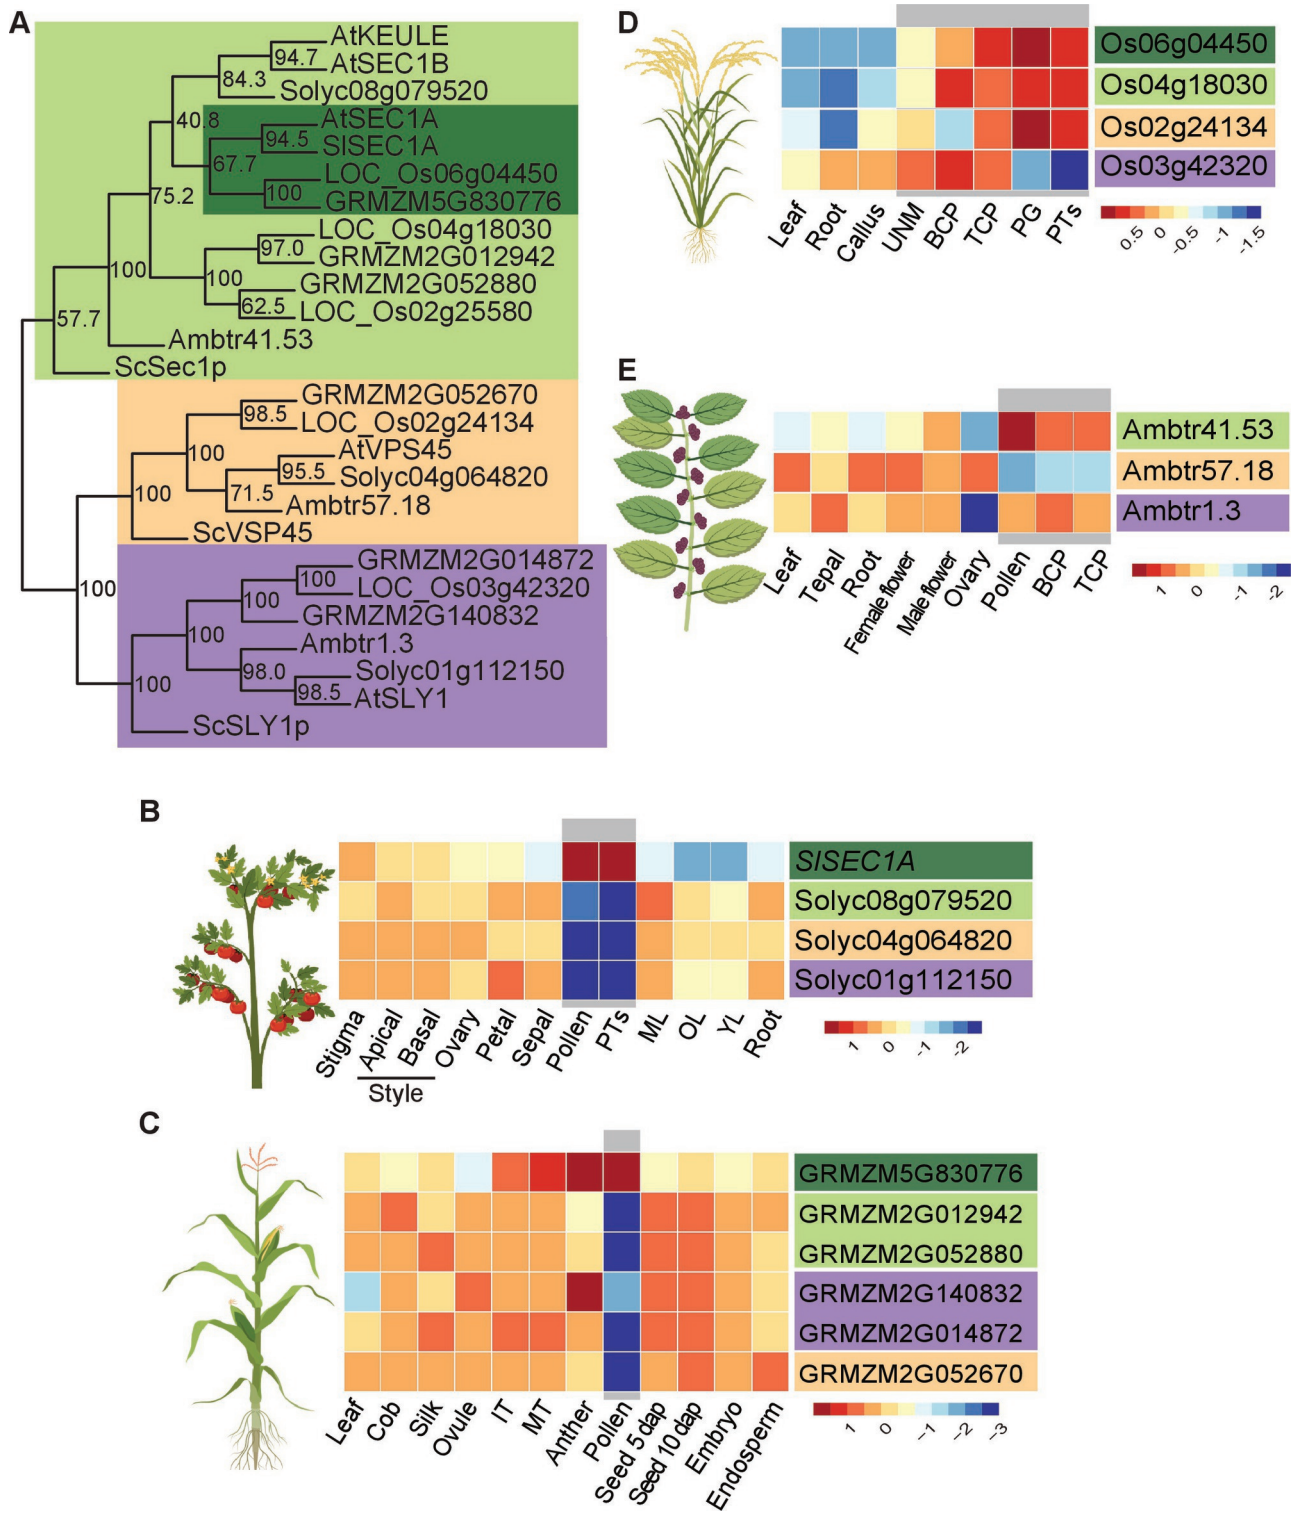 A
AtKEULE
94.7
AtSEC1B
84.3
Solyc08g079520
40.8
AtSEC1A
94.5
SlSEC1A
67.7
LOC_Os06g04450
100
GRMZM5G830776
75.2
LOC_Os04g18030
97.0
GRMZM2G012942
100
100
GRMZM2G052880
62.5
LOC_Os02g25580
57.7
Ambtr41.53
ScSec1p
GRMZM2G052670
98.5
LOC_Os02g24134
100
AtVPS45
95.5
Solyc04g064820
100
71.5
Ambtr57.18
ScVSP45
100
GRMZM2G014872
100
LOC_Os03g42320
100
GRMZM2G140832
100
Ambtr1.3
98.0
Solyc01g112150
100
98.5
AtSLY1
ScSLY1p
D
Os06g04450
Os04g18030
Os02g24134
Os03g42320
Leaf
Root
Callus
UNM
BCP
TCP
PG
PTs
0.5
0
-0.5
-1
-1.5
E
Ambtr41.53
Ambtr57.18
Ambtr1.3
Leaf
Tepal
Root
Female flower
Male flower
Ovary
Pollen
BCP
TCP
1
0
-1
-2
B
SlSEC1A
Solyc08g079520
Solyc04g064820
Solyc01g112150
Stigma
Apical
Basal
Ovary
Petal
Sepal
Pollen
PTs
ML
OL
YL
Root
Style
1
0
-1
-2
C
GRMZM5G830776
GRMZM2G012942
GRMZM2G052880
GRMZM2G140832
GRMZM2G014872
GRMZM2G052670
Leaf
Cob
Silk
Ovule
IT
MT
Anther
Pollen
Seed 5 dap
Seed 10 dap
Embryo
Endosperm
1
0
-1
-2
-3